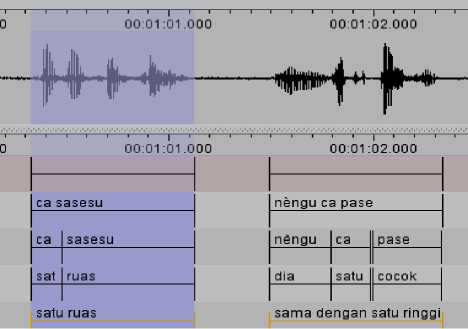 0 00:01:01.000 00:01:02.000
0 00:01:01.000 00:01:02.000
ca sasesu nèngu ca pase
ca sasesu nèngu ca pase
sat ruas dia satu cocok
satu ruas sama dengan satu ringgi